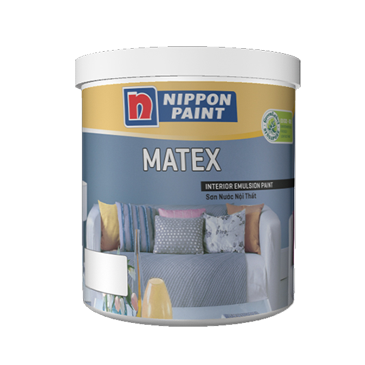 n NIPPON
PAINT
MATEX
INTERIOR EMULSION PAINT
Sơn Nước Nội Thất